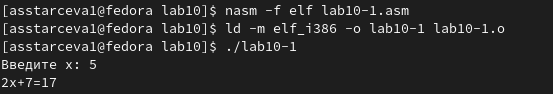 [asstarceva1@fedora lab10]$ nasm -f elf lab10-1.asm
[asstarceva1@fedora lab10]$ ld -m elf_i386 -o lab10-1 lab10-1.o
[asstarceva1@fedora lab10]$ ./lab10-1
Введите x: 5
2x+7=17